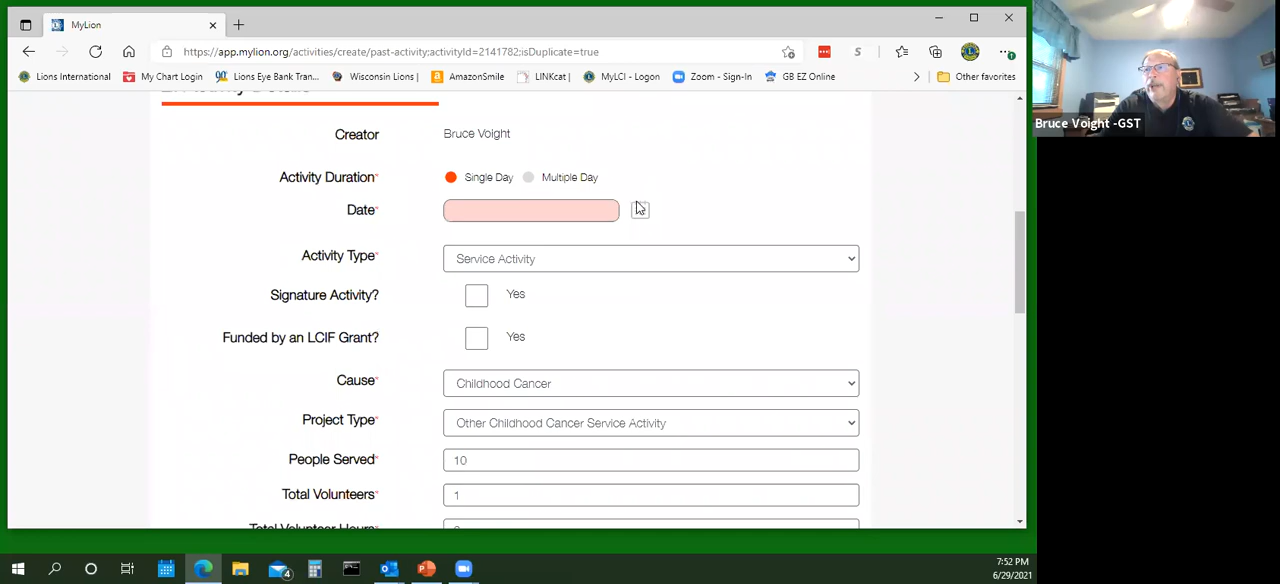 MyLion
https://app.mylion.org/activities/create/past-activity;activityId=2141782;isDuplicate=true
Lions International
My Chart Login
Lions Eye Bank Tran...
Wisconsin Lions |
AmazonSmile
LINKcat |
MyLCI - Logon
Zoom - Sign-In
GB EZ Online
Other favorites
Creator
Bruce Voight
Activity Duration*
Single Day
Multiple Day
Date*
Activity Type*
Service Activity
Signature Activity?
Yes
Funded by an LCIF Grant?
Yes
Cause*
Childhood Cancer
Project Type*
Other Childhood Cancer Service Activity
People Served*
10
Total Volunteers*
1
Total Volunteer Hours*
Bruce Voight -GST
4
7:52 PM
6/29/2021